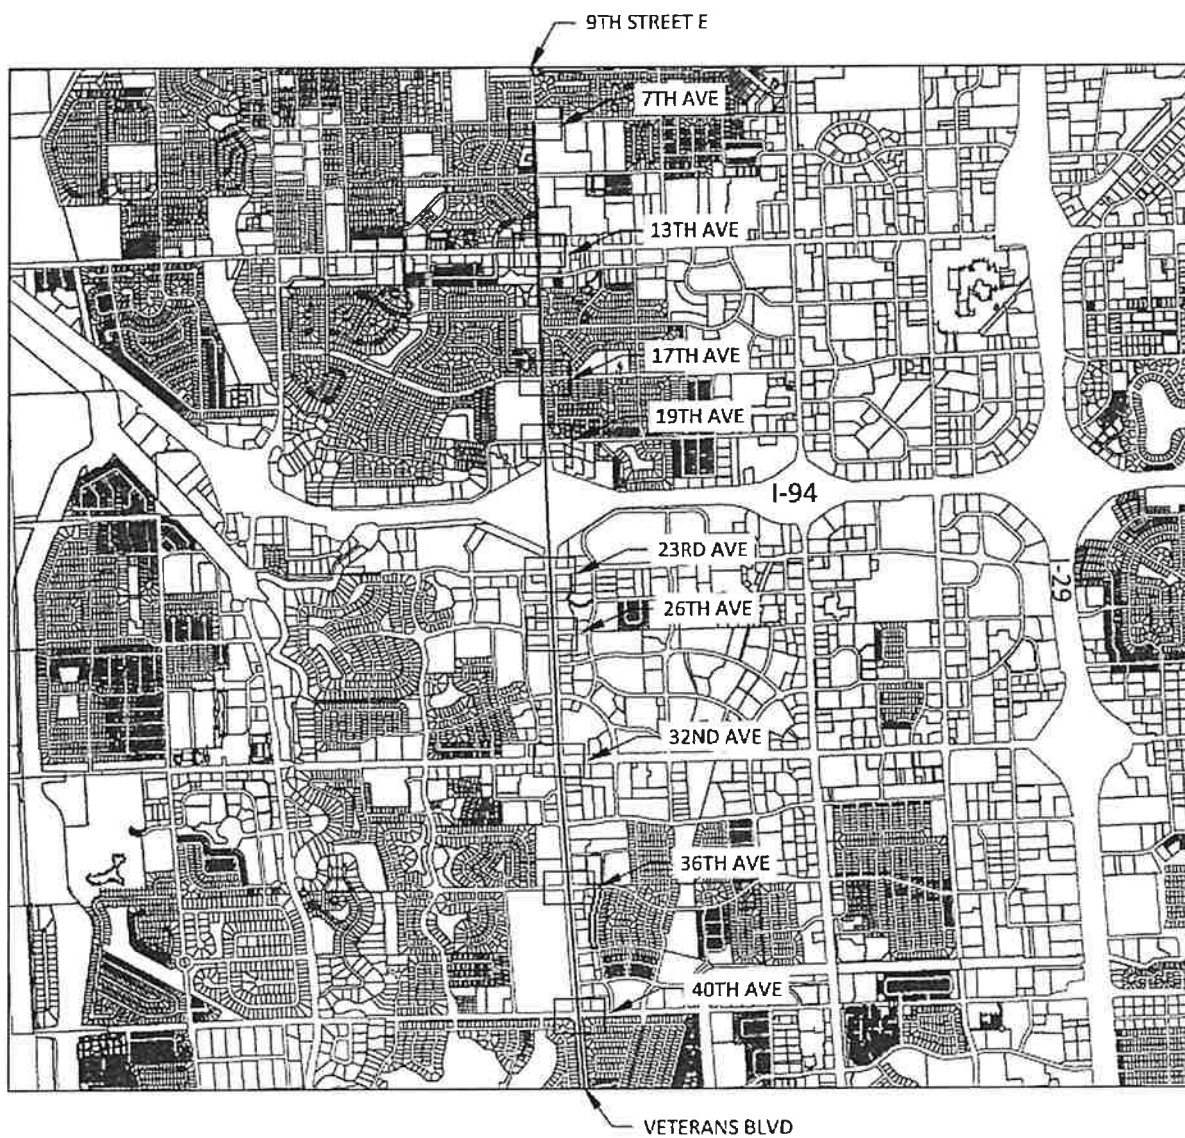 9TH STREET E
7TH AVE
13TH AVE
17TH AVE
19TH AVE
I-94
23RD AVE
I-29
26TH AVE
32ND AVE
36TH AVE
40TH AVE
VETERANS BLVD